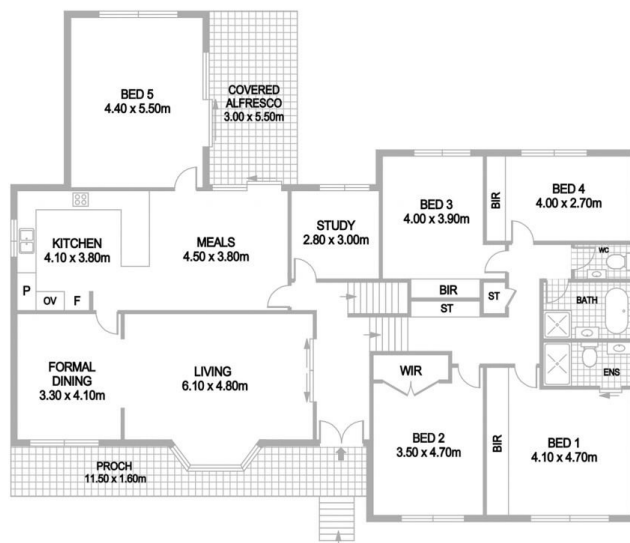 BED 5
4.40 x 5.50m
COVERED
ALFRESCO
3.00 x 5.50m
BED 3
4.00 x 3.90m
BIR
BED 4
4.00 x 2.70m
KITCHEN
4.10 x 3.80m
MEALS
4.50 x 3.80m
STUDY
2.80 x 3.00m
WC
P
OV
F
BIR
ST
ST
BATH
FORMAL
DINING
3.30 x 4.10m
LIVING
6.10 x 4.80m
WIR
ENS
BED 2
3.50 x 4.70m
BIR
BED 1
4.10 x 4.70m
PROCH
11.50 x 1.60m